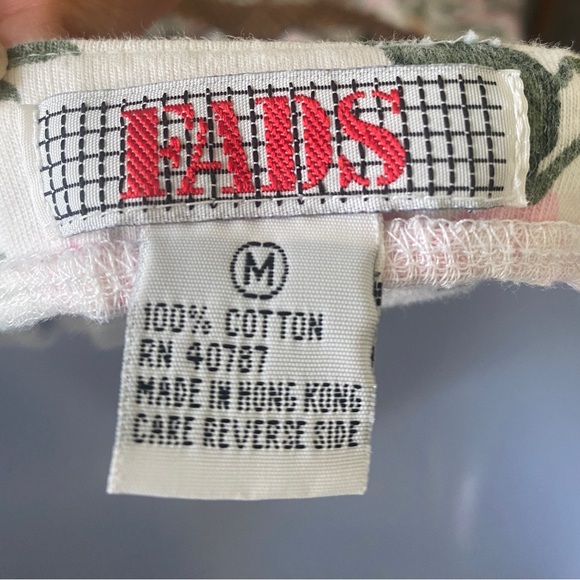 FADS
M
100% COTTON
RN 40787
MADE IN HONG KONG
CARE REVERSE SIDE